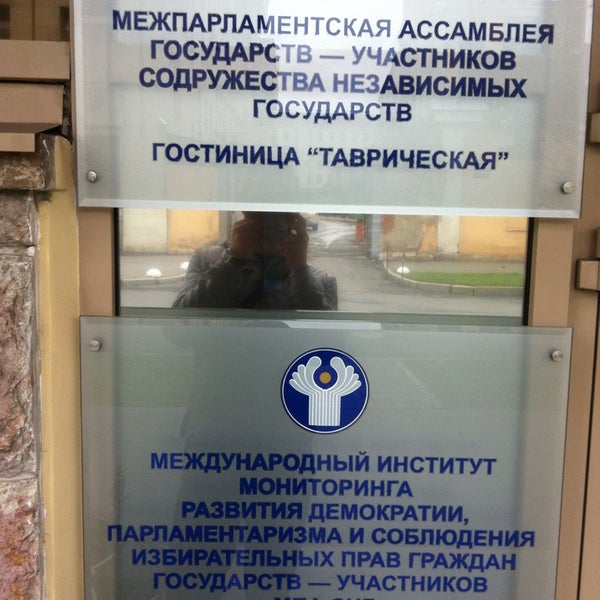 МЕЖПАРЛАМЕНТСКАЯ АССАМБЛЕЯ
ГОСУДАРСТВ — УЧАСТНИКОВ
СОДРУЖЕСТВА НЕЗАВИСИМЫХ
ГОСУДАРСТВ
ГОСТИНИЦА “ТАВРИЧЕСКАЯ”
МЕЖДУНАРОДНЫЙ ИНСТИТУТ
МОНИТОРИНГА
РАЗВИТИЯ ДЕМОКРАТИИ,
ПАРЛАМЕНТАРИЗМА И СОБЛЮДЕНИЯ
ИЗБИРАТЕЛЬНЫХ ПРАВ ГРАЖДАН
ГОСУДАРСТВ — УЧАСТНИКОВ